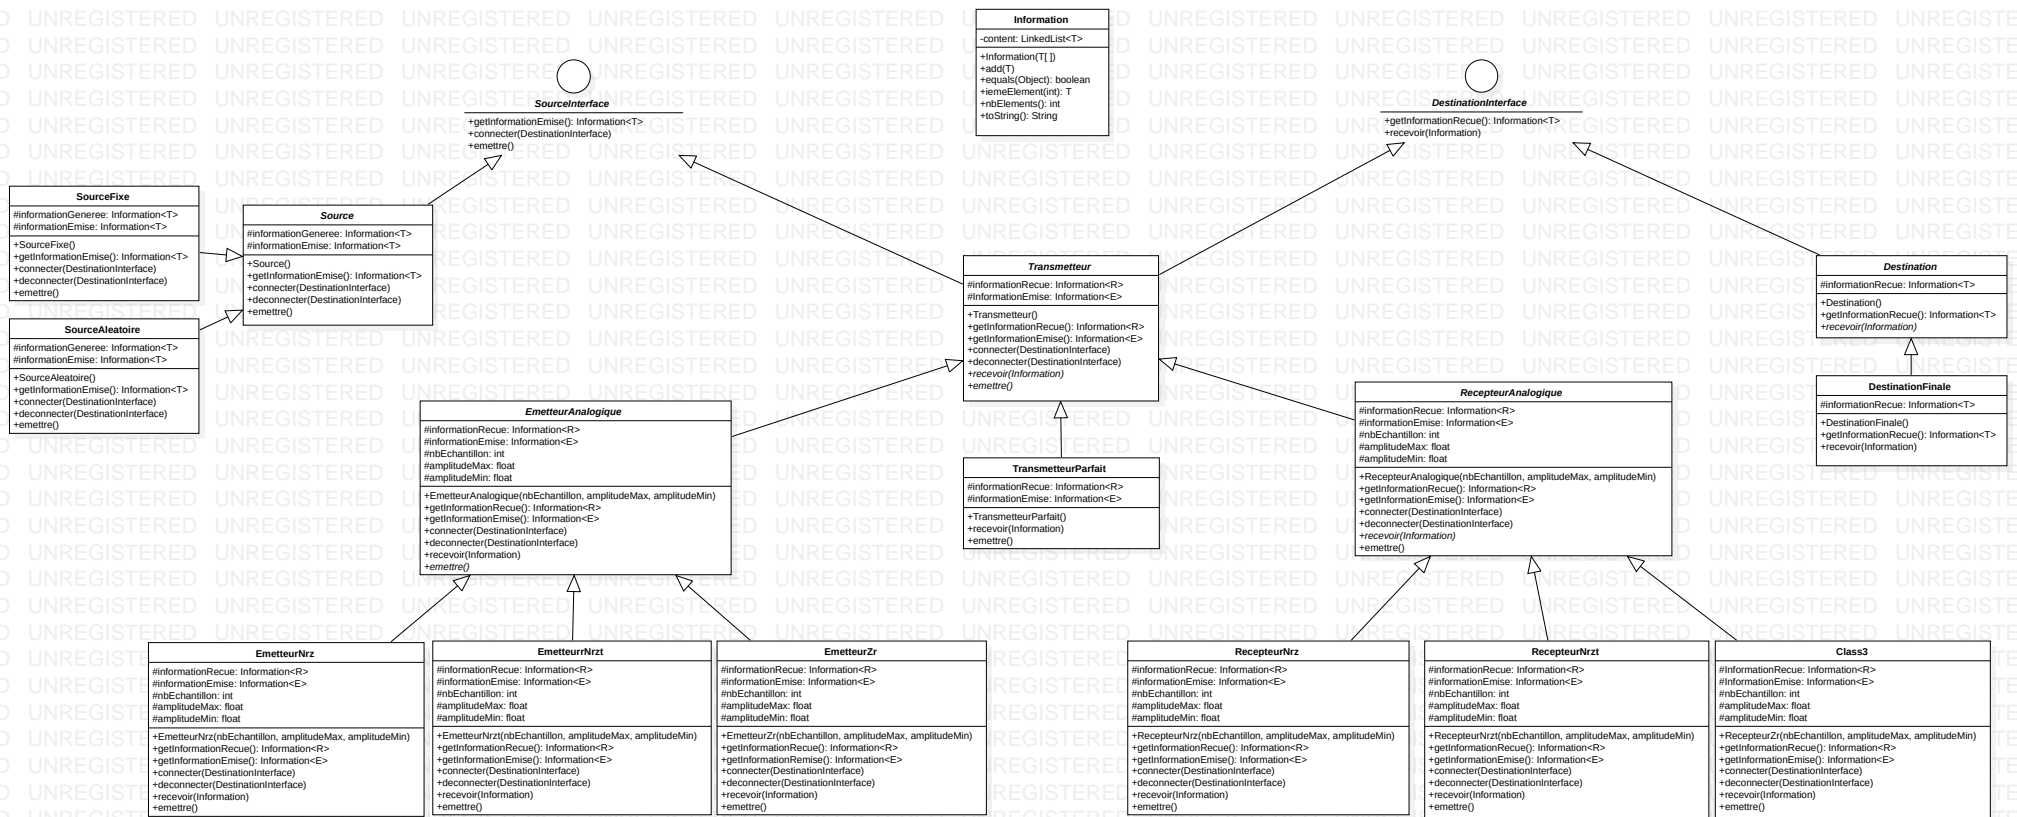 Information
-content: LinkedList<T>
+Information(T[ ])
+add(T)
+equals(Object): boolean
+iemeElement(int): T
+nbElements(): int
+toString(): String
SourceInterface
+getInformationEmise(): Information<T>
+connecter(DestinationInterface)
+emettre()
DestinationInterface
+getInformationRecue(): Information<T>
+recevoir(Information)
SourceFixe
#informationGeneree: Information<T>
#informationEmise: Information<T>
+SourceFixe()
+getInformationEmise(): Information<T>
+connecter(DestinationInterface)
+deconnecter(DestinationInterface)
+emettre()
Source
#informationGeneree: Information<T>
#informationEmise: Information<T>
+Source()
+getInformationEmise(): Information<T>
+connecter(DestinationInterface)
+deconnecter(DestinationInterface)
+emettre()
SourceAleatoire
#informationGeneree: Information<T>
#informationEmise: Information<T>
+SourceAleatoire()
+getInformationEmise(): Information<T>
+connecter(DestinationInterface)
+deconnecter(DestinationInterface)
+emettre()
Transmetteur
#informationRecue: Information<R>
#InformationEmise: Information<E>
+Transmetteur()
+getInformationRecue(): Information<R>
+getInformationEmise(): Information<E>
+connecter(DestinationInterface)
+deconnecter(DestinationInterface)
+recevoir(Information)
+emettre()
Destination
#informationRecue: Information<T>
+Destination()
+getInformationRecue(): Information<T>
+recevoir(Information)
DestinationFinale
#informationRecue: Information<T>
+DestinationFinale()
+getInformationRecue(): Information<T>
+recevoir(Information)
EmetteurAnalogique
#informationRecue: Information<R>
#informationEmise: Information<E>
#nbEchantillon: int
#amplitudeMax: float
#amplitudeMin: float
+EmetteurAnalogique(nbEchantillon, amplitudeMax, amplitudeMin)
+getInformationRecue(): Information<R>
+getInformationEmise(): Information<E>
+connecter(DestinationInterface)
+deconnecter(DestinationInterface)
+recevoir(Information)
+emettre()
TransmetteurParfait
#informationRecue: Information<R>
#informationEmise: Information<E>
+TransmetteurParfait()
+recevoir(Information)
+emettre()
RecepteurAnalogique
#informationRecue: Information<R>
#informationEmise: Information<E>
#nbEchantillon: int
#amplitudeMax: float
#amplitudeMin: float
+RecepteurAnalogique(nbEchantillon, amplitudeMax, amplitudeMin)
+getInformationRecue(): Information<R>
+getInformationEmise(): Information<E>
+connecter(DestinationInterface)
+deconnecter(DestinationInterface)
+recevoir(Information)
+emettre()
EmetteurNrz
#informationRecue: Information<R>
#informationEmise: Information<E>
#nbEchantillon: int
#amplitudeMax: float
#amplitudeMin: float
+EmetteurNrz(nbEchantillon, amplitudeMax, amplitudeMin)
+getInformationRecue(): Information<R>
+getInformationEmise(): Information<E>
+connecter(DestinationInterface)
+deconnecter(DestinationInterface)
+recevoir(Information)
+emettre()
EmetteurrNrzt
#informationRecue: Information<R>
#informationEmise: Information<E>
#nbEchantillon: int
#amplitudeMax: float
#amplitudeMin: float
+EmetteurNrzt(nbEchantillon, amplitudeMax, amplitudeMin)
+getInformationRecue(): Information<R>
+getInformationEmise(): Information<E>
+connecter(DestinationInterface)
+deconnecter(DestinationInterface)
+recevoir(Information)
+emettre()
EmetteurZr
#informationRecue: Information<R>
#informationEmise: Information<E>
#nbEchantillon: int
#amplitudeMax: float
#amplitudeMin: float
+EmetteurZr(nbEchantillon, amplitudeMax, amplitudeMin)
+getInformationRecue(): Information<R>
+getInformationRemise(): Information<E>
+connecter(DestinationInterface)
+deconnecter(DestinationInterface)
+recevoir(Information)
+emettre()
RecepteurNrz
#informationRecue: Information<R>
#informationEmise: Information<E>
#nbEchantillon: int
#amplitudeMax: float
#amplitudeMin: float
+RecepteurNrz(nbEchantillon, amplitudeMax, amplitudeMin)
+getInformationRecue(): Information<R>
+getInformationEmise(): Information<E>
+connecter(DestinationInterface)
+deconnecter(DestinationInterface)
+recevoir(Information)
+emettre()
RecepteurNrzt
#informationRecue: Information<R>
#informationEmise: Information<E>
#nbEchantillon: int
#amplitudeMax: float
#amplitudeMin: float
+RecepteurNrzt(nbEchantillon, amplitudeMax, amplitudeMin)
+getInformationRecue(): Information<R>
+getInformationEmise(): Information<E>
+connecter(DestinationInterface)
+deconnecter(DestinationInterface)
+recevoir(Information)
+emettre()
Class3
#InformationRecue: Information<R>
#InformationEmise: Information<E>
#nbEchantillon: int
#amplitudeMax: float
#amplitudeMin: float
+RecepteurZr(nbEchantillon, amplitudeMax, amplitudeMin)
+getInformationRecue(): Information<R>
+getInformationEmise(): Information<E>
+connecter(DestinationInterface)
+deconnecter(DestinationInterface)
+recevoir(Information)
+emettre()
UNREGISTERED